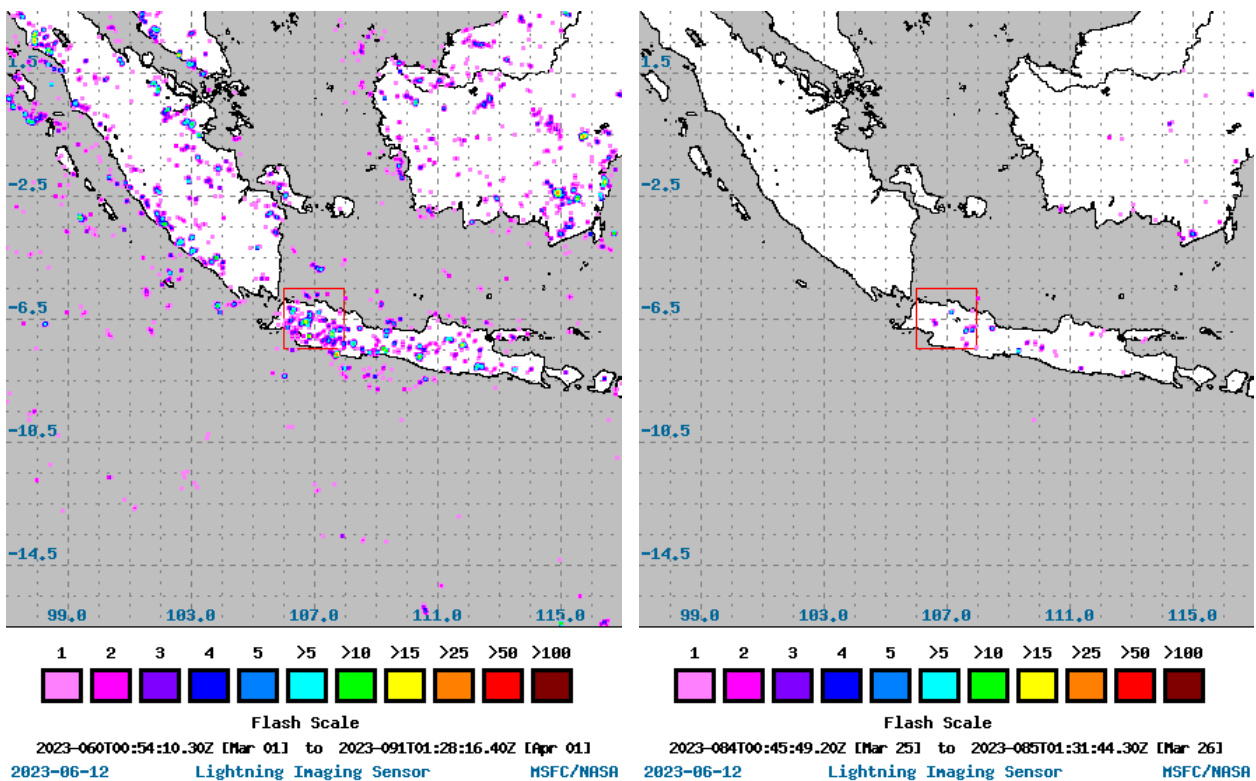 1.5
-2.5
-6.5
-10.5
-14.5
99.0 103.0 107.0 111.0 115.0
1 2 3 4 5 >5 >10 >15 >25 >50 >100
Flash Scale
2023-060T00:54:10.30Z [Mar 01] to 2023-091T01:28:16.40Z [Apr 01]
2023-06-12 Lightning Imaging Sensor MSFC/NASA
1.5
-2.5
-6.5
-10.5
-14.5
99.0 103.0 107.0 111.0 115.0
1 2 3 4 5 >5 >10 >15 >25 >50 >100
Flash Scale
2023-084T00:45:49.20Z [Mar 25] to 2023-085T01:31:44.30Z [Mar 26]
2023-06-12 Lightning Imaging Sensor MSFC/NASA